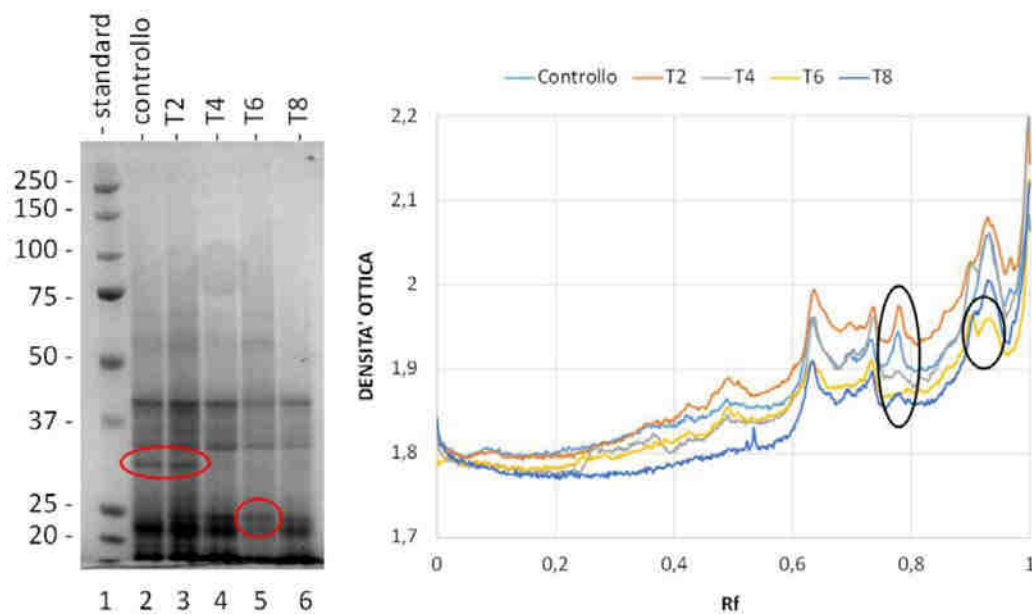 - standard
- controllo
- T2
- T4
- T6
- T8
250 -
150 -
100 -
75 -
50 -
37 -
25 -
20 -
1 2 3 4 5 6
Controllo T2 T4 T6 T8
2,2
2,1
2
1,9
1,8
1,7
DENSITA' OTTICA
0 0,2 0,4 0,6 0,8 1
Rf